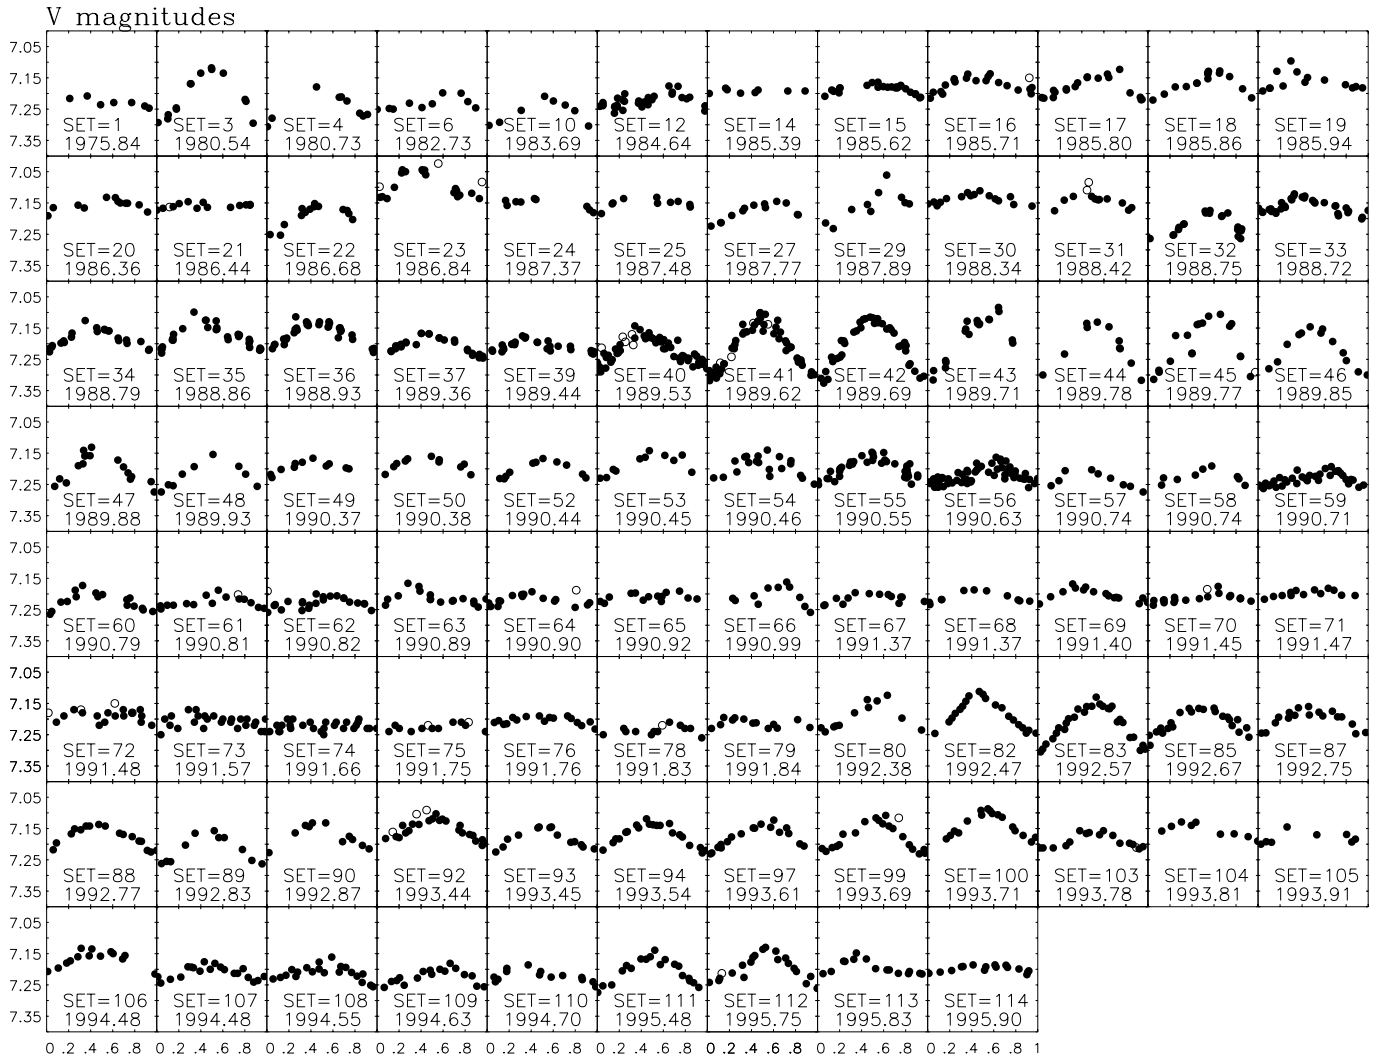 V magnitudes
7.05
7.15
7.25
7.35
SET=1 SET=3 SET=4 SET=6 SET=10 SET=12 SET=14 SET=15 SET=16 SET=17 SET=18 SET=19
1975.84 1980.54 1980.73 1982.73 1983.69 1984.64 1985.39 1985.62 1985.71 1985.80 1985.86 1985.94
7.05
7.15
7.25
7.35
SET=20 SET=21 SET=22 SET=23 SET=24 SET=25 SET=27 SET=29 SET=30 SET=31 SET=32 SET=33
1986.36 1986.44 1986.68 1986.84 1987.37 1987.48 1987.77 1987.89 1988.34 1988.42 1988.75 1988.72
7.05
7.15
7.25
7.35
SET=34 SET=35 SET=36 SET=37 SET=39 SET=40 SET=41 SET=42 SET=43 SET=44 SET=45 SET=46
1988.79 1988.86 1988.93 1989.36 1989.44 1989.53 1989.62 1989.69 1989.71 1989.78 1989.77 1989.85
7.05
7.15
7.25
7.35
SET=47 SET=48 SET=49 SET=50 SET=52 SET=53 SET=54 SET=55 SET=56 SET=57 SET=58 SET=59
1989.88 1989.93 1990.37 1990.38 1990.44 1990.45 1990.46 1990.55 1990.63 1990.74 1990.74 1990.71
7.05
7.15
7.25
7.35
SET=60 SET=61 SET=62 SET=63 SET=64 SET=65 SET=66 SET=67 SET=68 SET=69 SET=70 SET=71
1990.79 1990.81 1990.82 1990.89 1990.90 1990.92 1990.99 1991.37 1991.37 1991.40 1991.45 1991.47
7.05
7.15
7.25
7.35
SET=72 SET=73 SET=74 SET=75 SET=76 SET=78 SET=79 SET=80 SET=82 SET=83 SET=85 SET=87
1991.48 1991.57 1991.66 1991.75 1991.76 1991.83 1991.84 1992.38 1992.47 1992.57 1992.67 1992.75
7.05
7.15
7.25
7.35
SET=88 SET=89 SET=90 SET=92 SET=93 SET=94 SET=97 SET=99 SET=100 SET=103 SET=104 SET=105
1992.77 1992.83 1992.87 1993.44 1993.45 1993.54 1993.61 1993.69 1993.71 1993.78 1993.81 1993.91
7.05
7.15
7.25
7.35
SET=106 SET=107 SET=108 SET=109 SET=110 SET=111 SET=112 SET=113 SET=114
1994.48 1994.48 1994.55 1994.63 1994.70 1995.48 1995.75 1995.83 1995.90
0 .2 .4 .6 .8 0 .2 .4 .6 .8 0 .2 .4 .6 .8 0 .2 .4 .6 .8 0 .2 .4 .6 .8 0 .2 .4 .6 .8 0 .2 .4 .6 .8 0 .2 .4 .6 .8 0 .2 .4 .6 .8 1